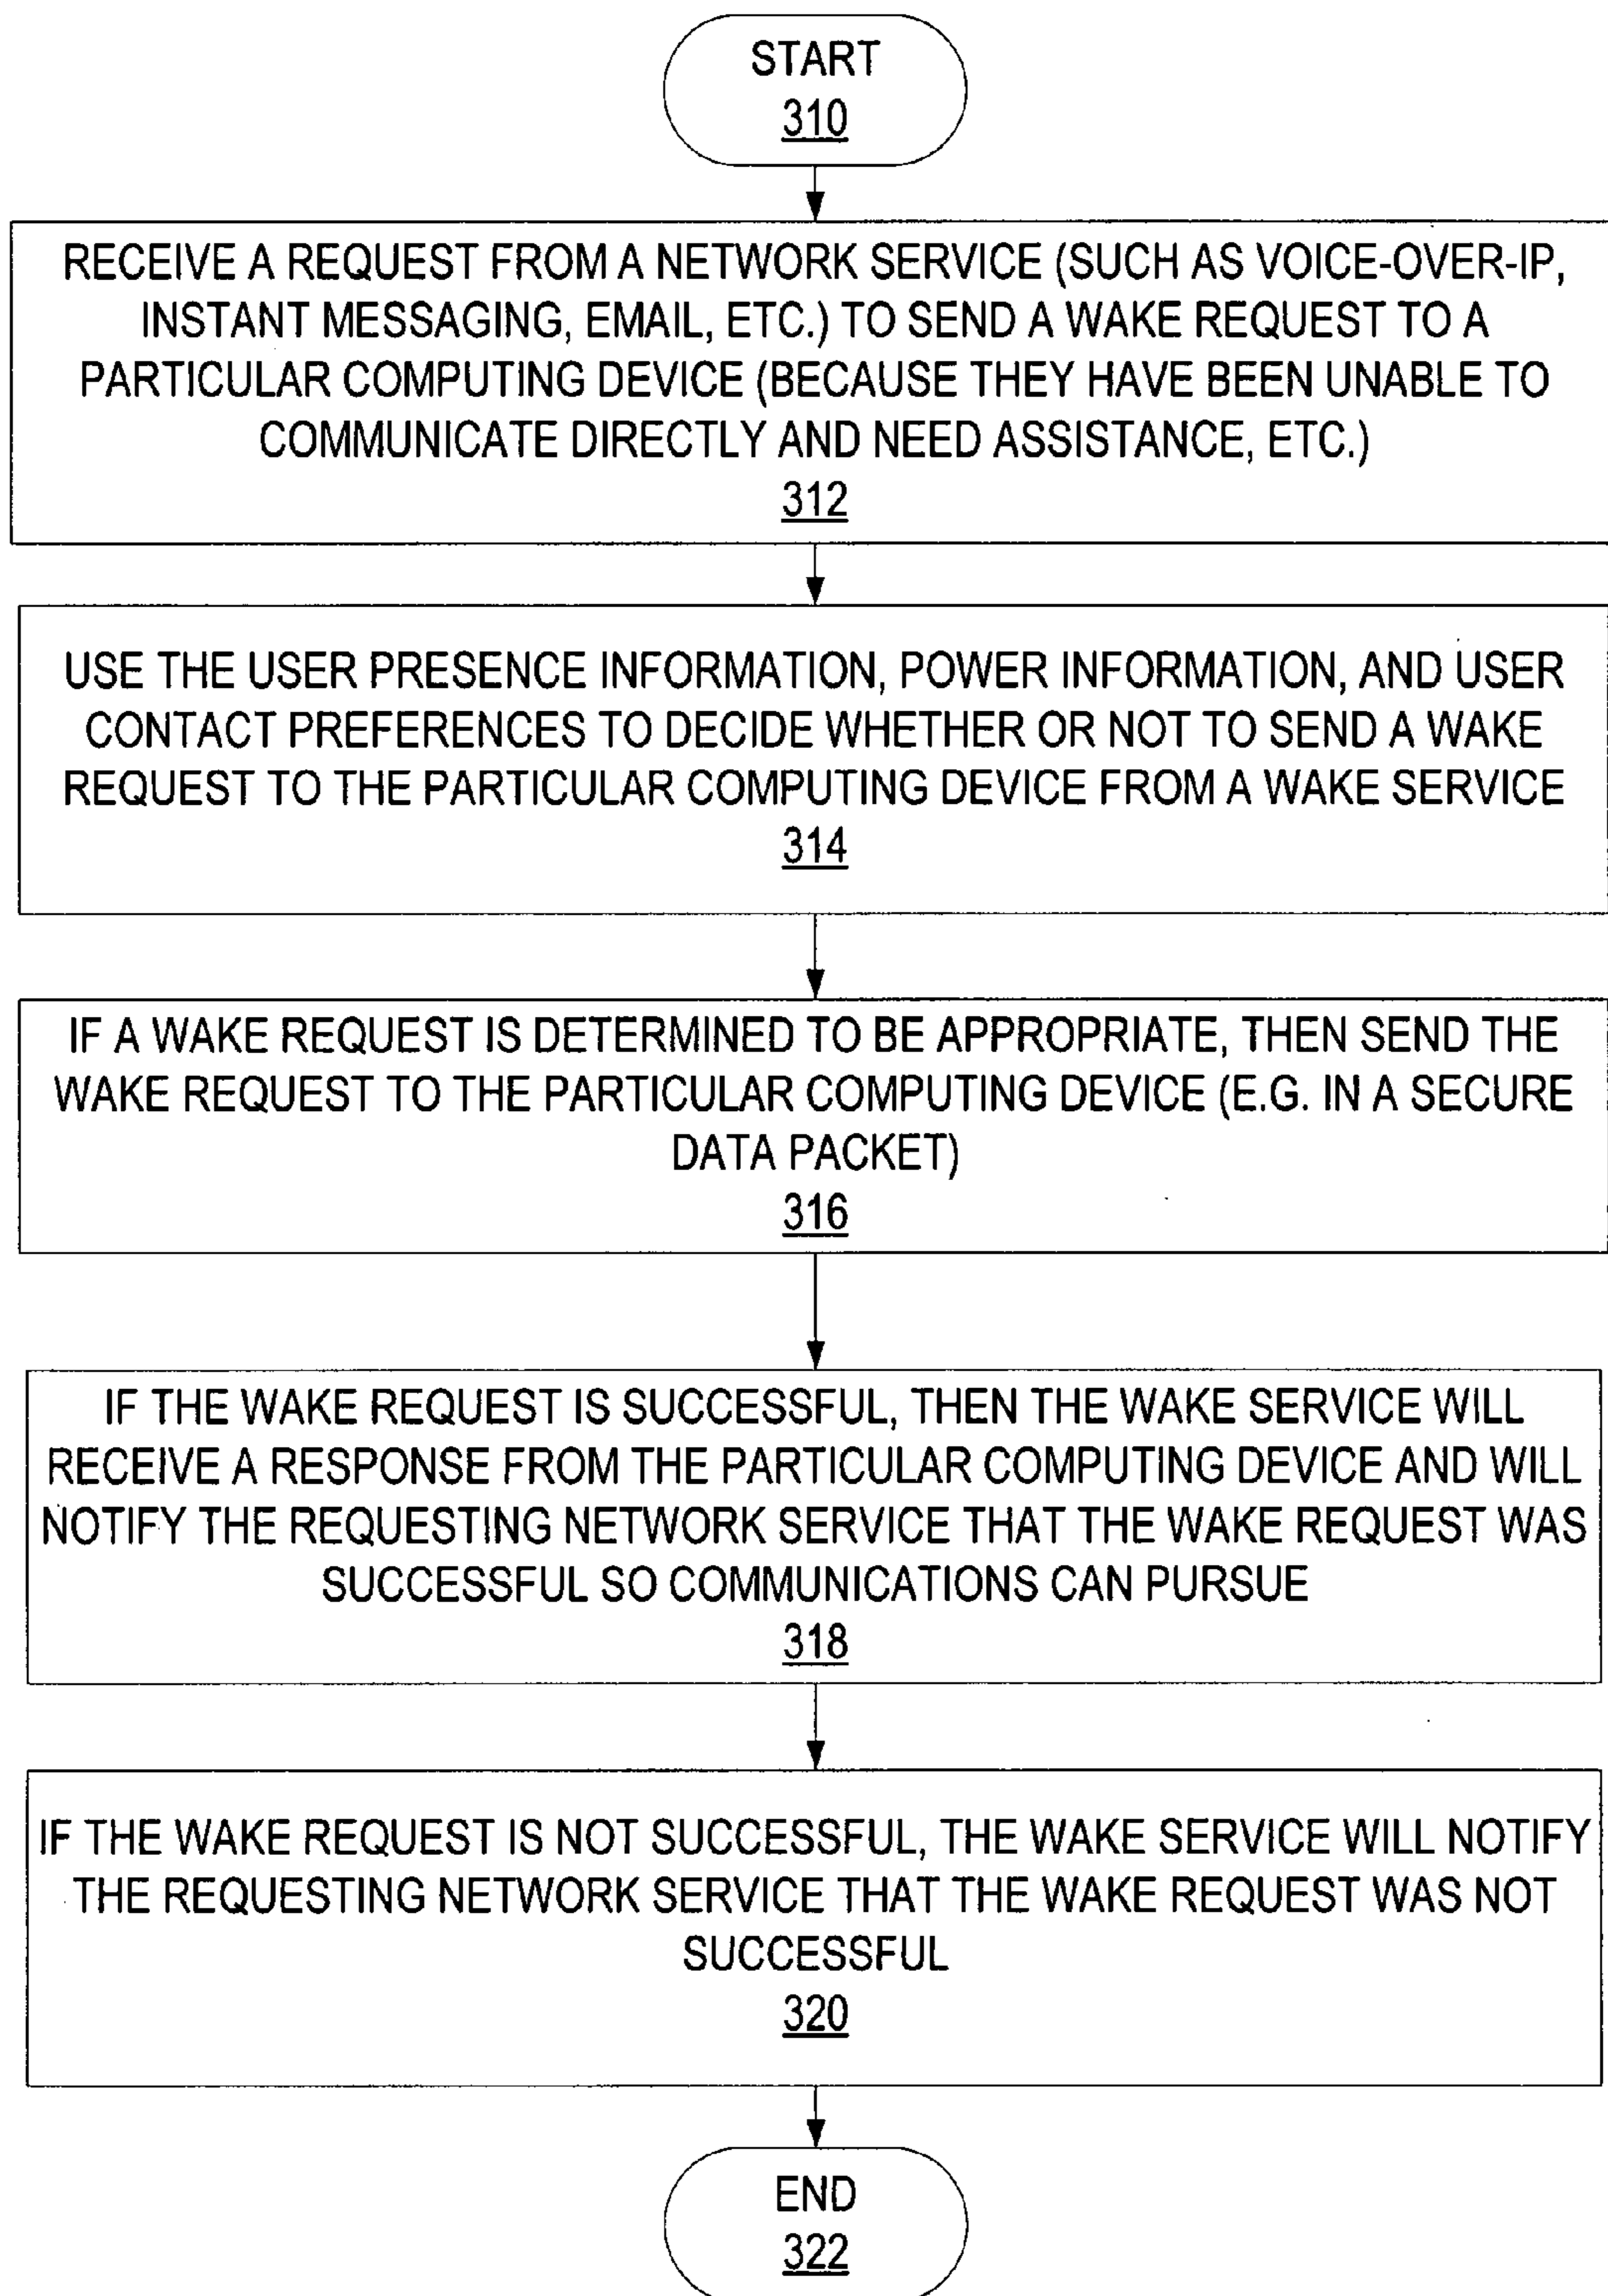 START
310
RECEIVE A REQUEST FROM A NETWORK SERVICE (SUCH AS VOICE-OVER-IP,
INSTANT MESSAGING, EMAIL, ETC.) TO SEND A WAKE REQUEST TO A
PARTICULAR COMPUTING DEVICE (BECAUSE THEY HAVE BEEN UNABLE TO
COMMUNICATE DIRECTLY AND NEED ASSISTANCE, ETC.)
312
USE THE USER PRESENCE INFORMATION, POWER INFORMATION, AND USER
CONTACT PREFERENCES TO DECIDE WHETHER OR NOT TO SEND A WAKE
REQUEST TO THE PARTICULAR COMPUTING DEVICE FROM A WAKE SERVICE
314
IF A WAKE REQUEST IS DETERMINED TO BE APPROPRIATE, THEN SEND THE
WAKE REQUEST TO THE PARTICULAR COMPUTING DEVICE (E.G. IN A SECURE
DATA PACKET)
316
IF THE WAKE REQUEST IS SUCCESSFUL, THEN THE WAKE SERVICE WILL
RECEIVE A RESPONSE FROM THE PARTICULAR COMPUTING DEVICE AND WILL
NOTIFY THE REQUESTING NETWORK SERVICE THAT THE WAKE REQUEST WAS
SUCCESSFUL SO COMMUNICATIONS CAN PURSUE
318
IF THE WAKE REQUEST IS NOT SUCCESSFUL, THE WAKE SERVICE WILL NOTIFY
THE REQUESTING NETWORK SERVICE THAT THE WAKE REQUEST WAS NOT
SUCCESSFUL
320
END
322